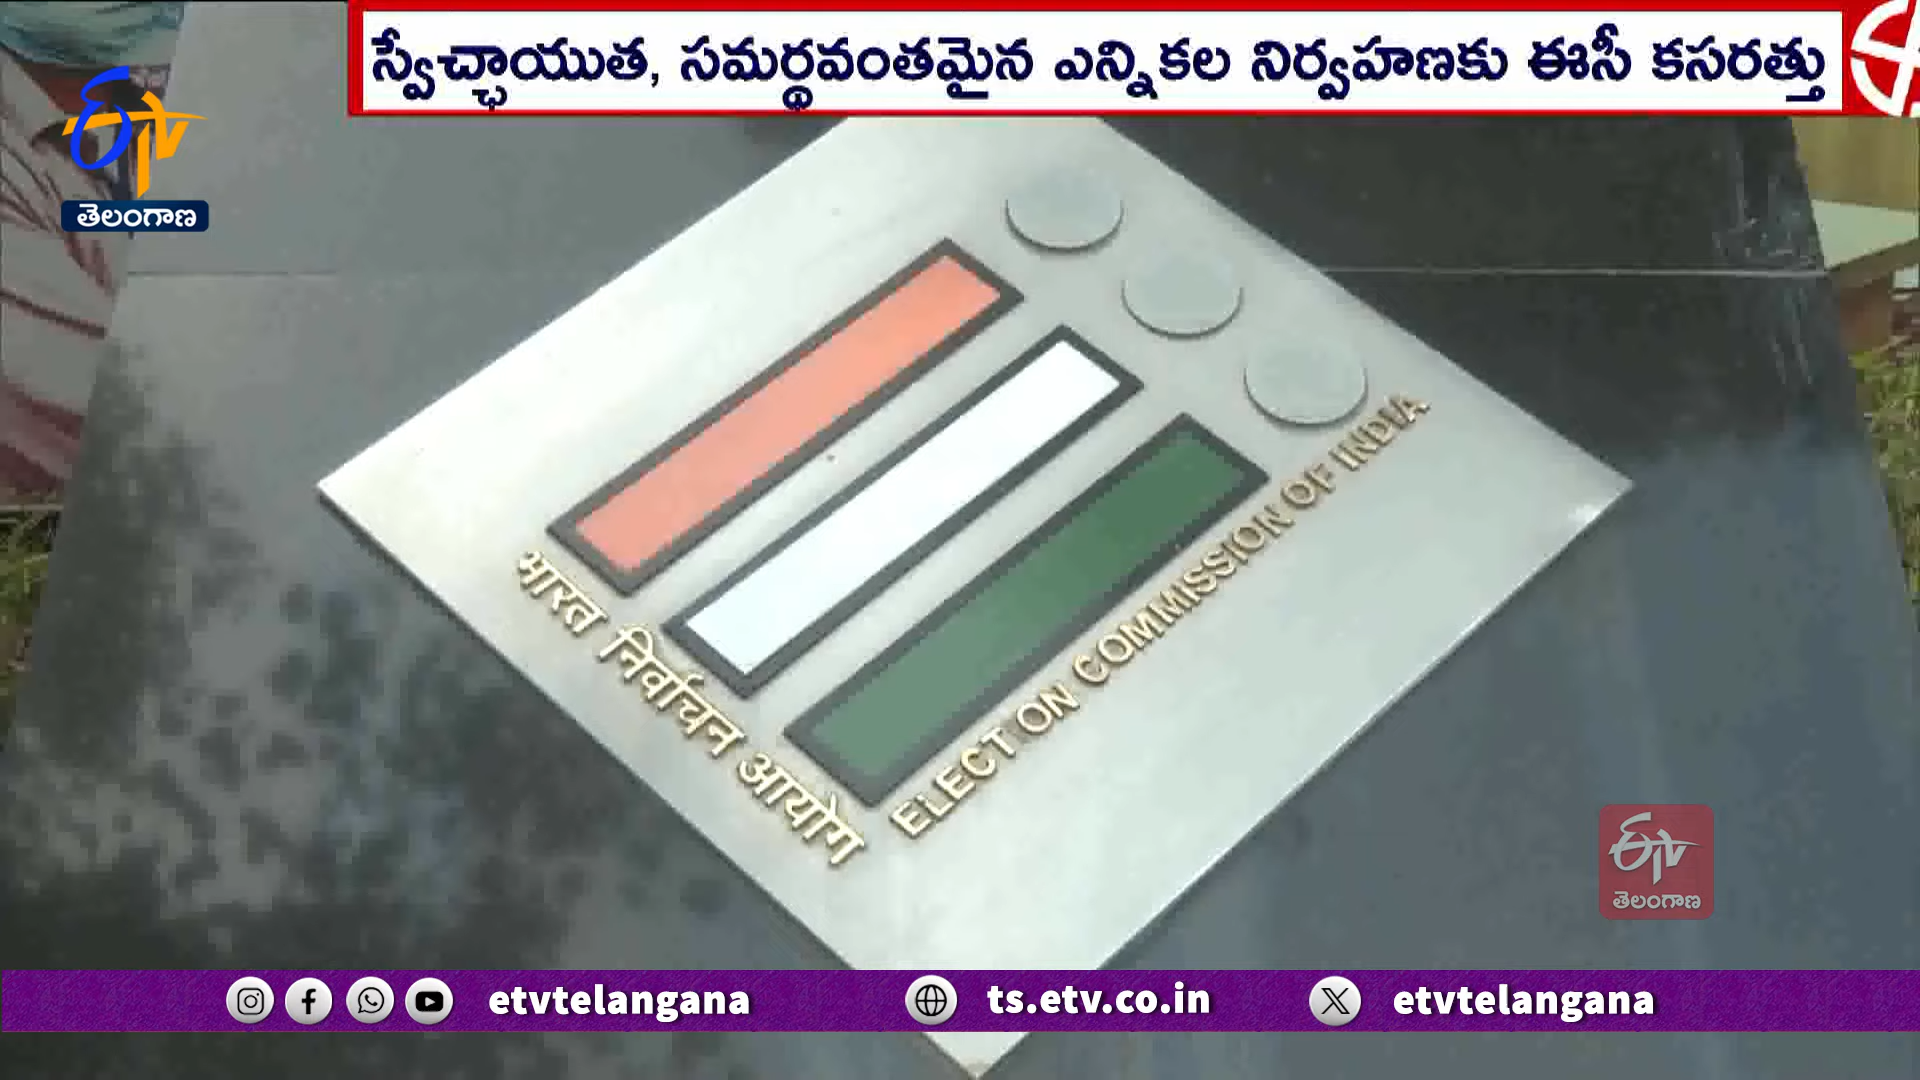 స్వేచ్ఛాయుత, సమర్థవంతమైన ఎన్నికల నిర్వహణకు ఈసీ కసరత్తు
ETV
తెలంగాణ
भारत निर्वाचन आयोग
ELECT ON COMMISSION OF INDIA
ETV
తెలంగాణ
etvtelangana
ts.etv.co.in
etvtelangana